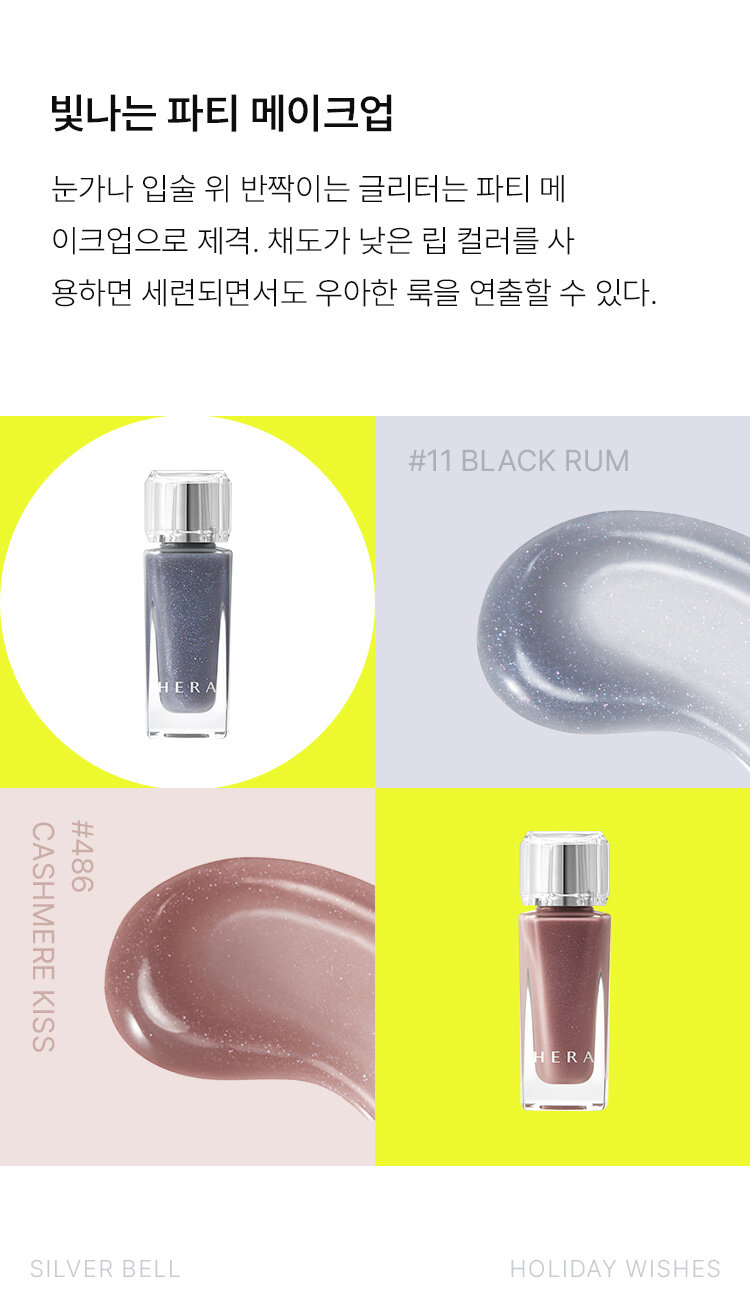 빛나는 파티 메이크업
눈가나 입술 위 반짝이는 글리터는 파티 메
이크업으로 제격. 채도가 낮은 립 컬러를 사
용하면 세련되면서도 우아한 룩을 연출할 수 있다.
#11 BLACK RUM
HERA
#486
CASHMERE KISS
HERA
SILVER BELL
HOLIDAY WISHES